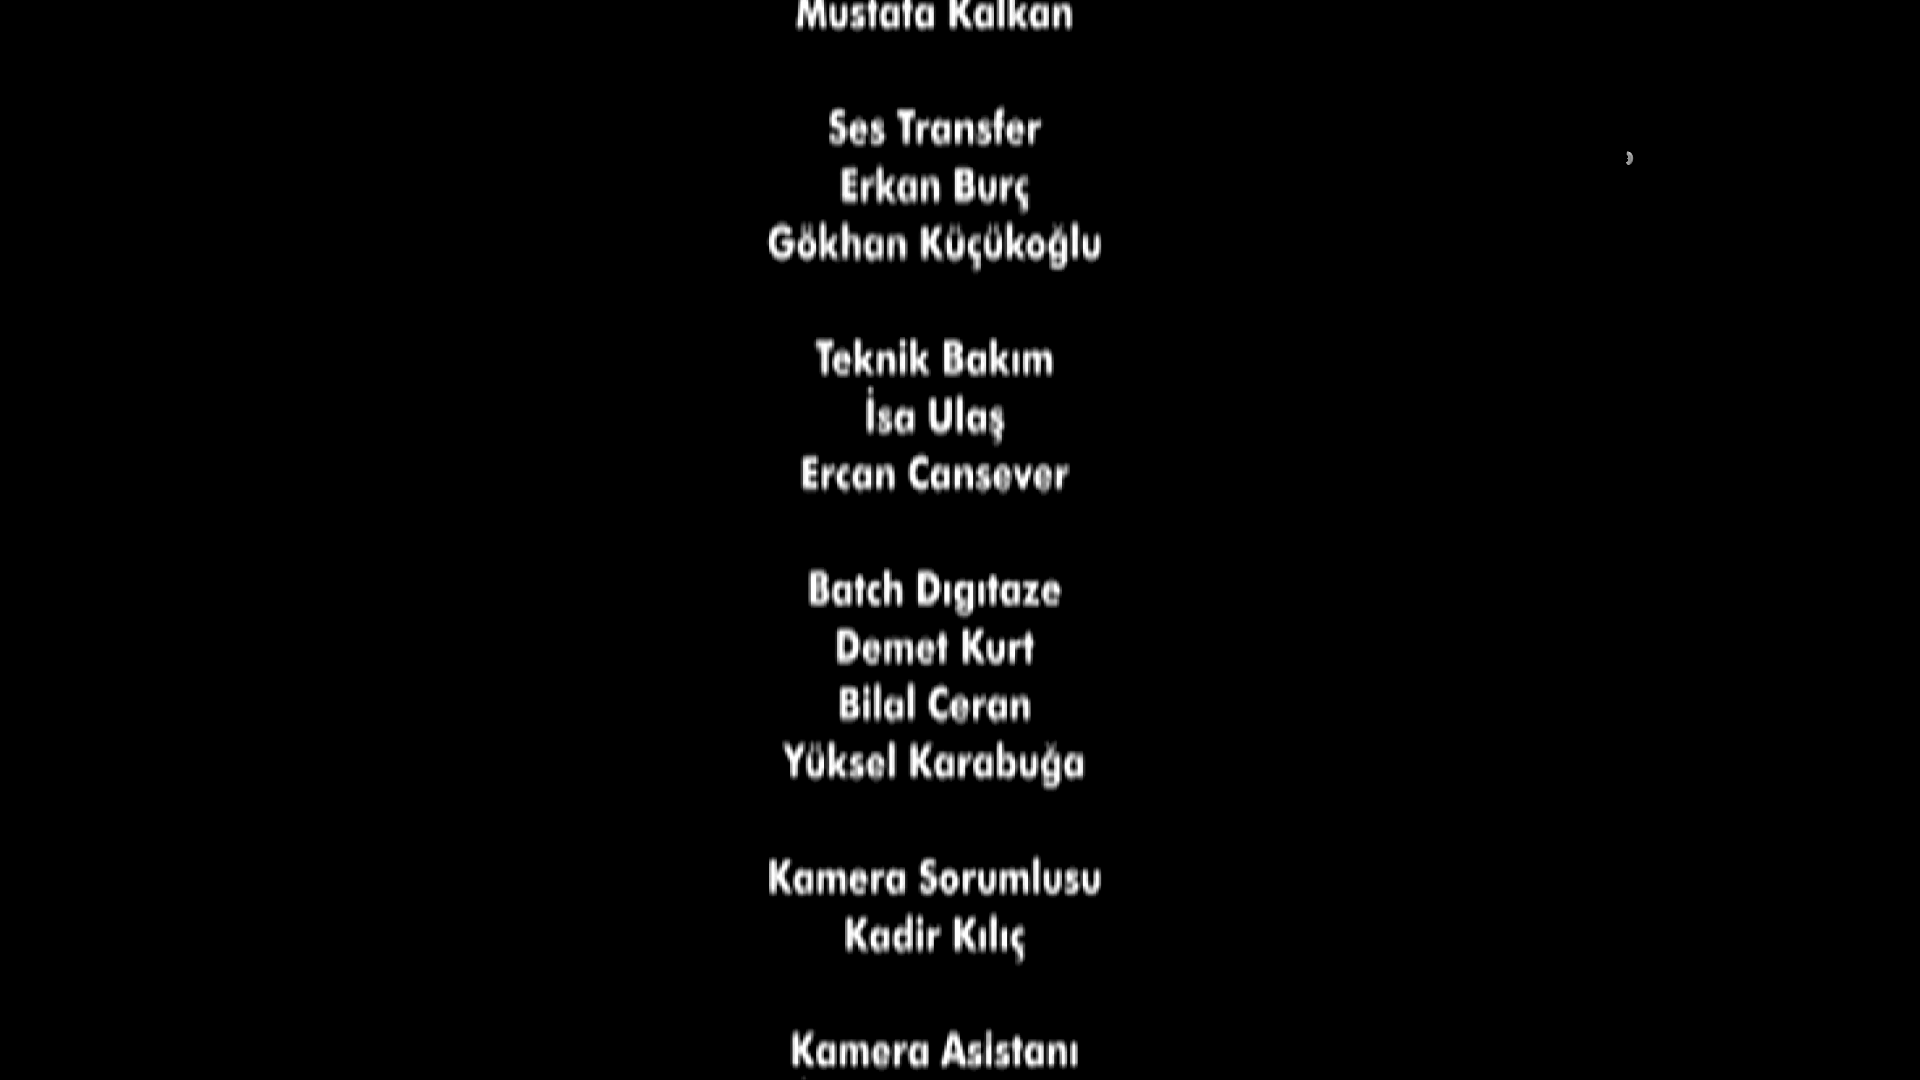 Mustafa Kalkan
Ses Transfer
Erkan Burç
Gökhan Küçükoğlu
Teknik Bakım
İsa Ulaş
Ercan Cansever
Batch Dıgıtaze
Demet Kurt
Bilal Ceran
Yüksel Karabuğa
Kamera Sorumlusu
Kadir Kılıç
Kamera Asistanı